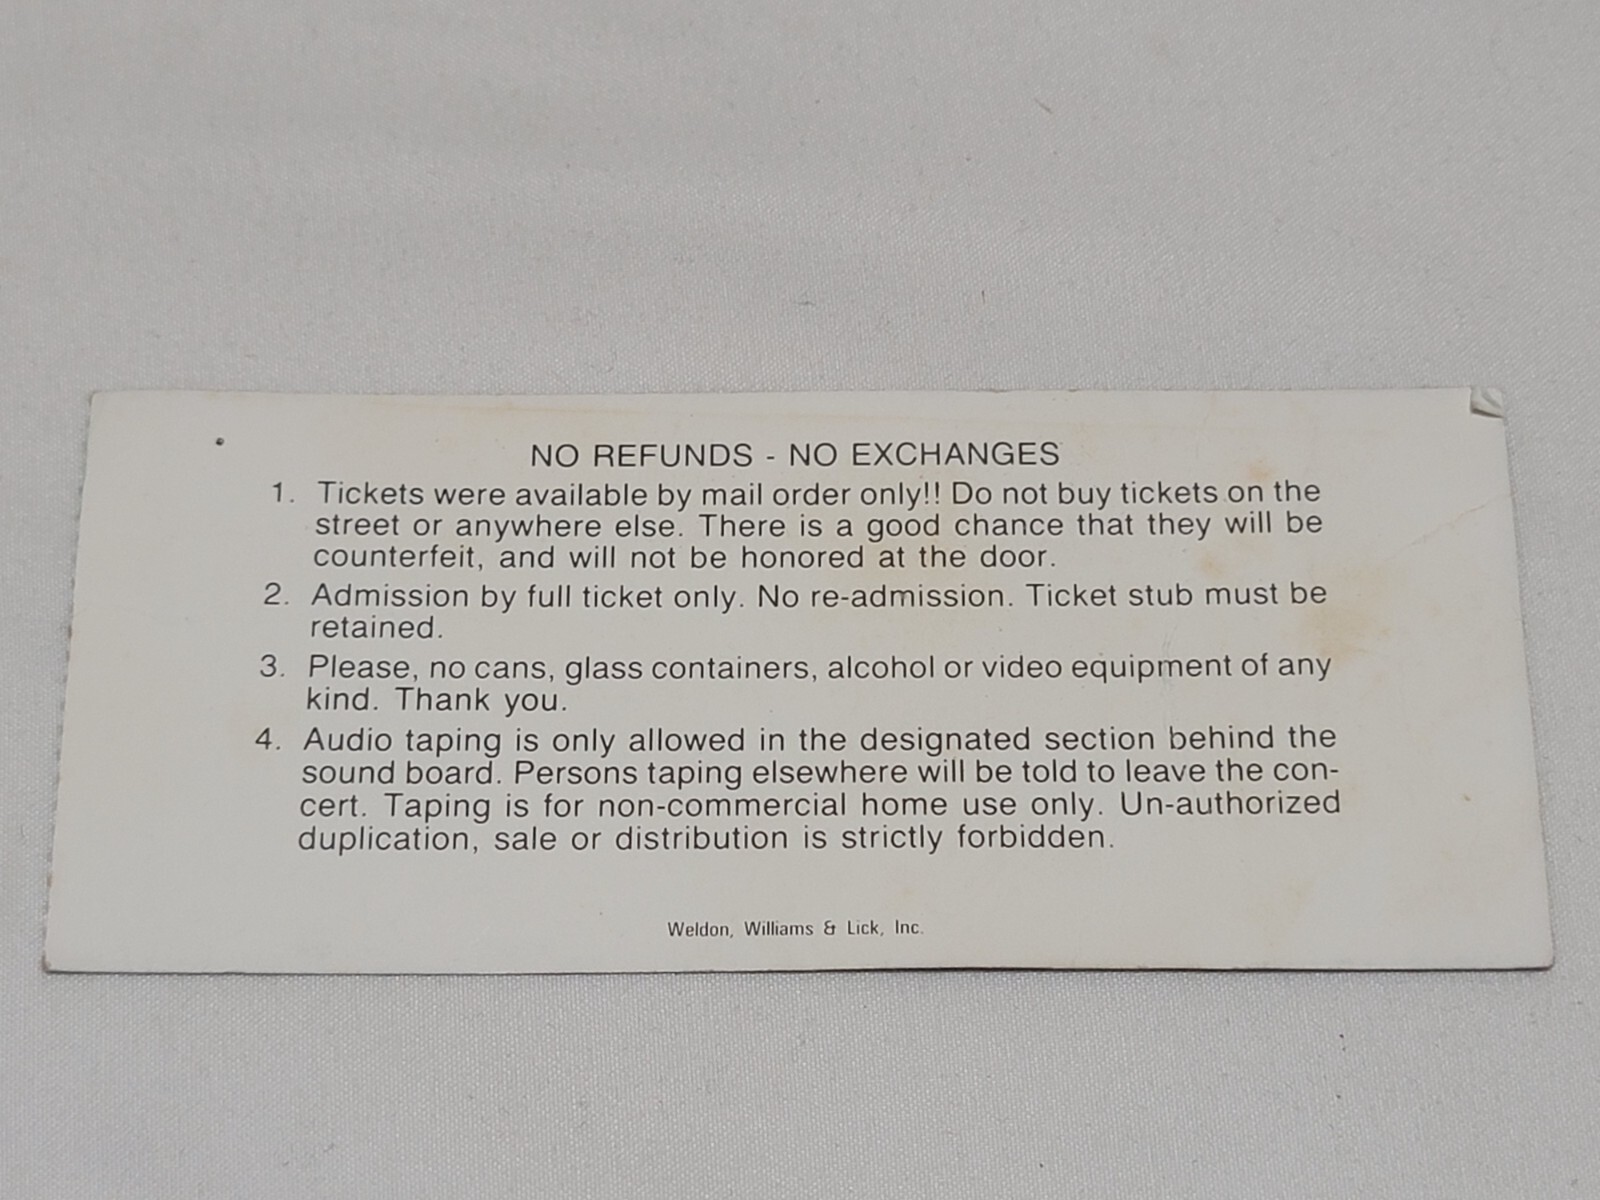 NO REFUNDS - NO EXCHANGES
1. Tickets were available by mail order only!! Do not buy tickets on the
street or anywhere else. There is a good chance that they will be
counterfeit, and will not be honored at the door.
2. Admission by full ticket only. No re-admission. Ticket stub must be
retained.
3. Please, no cans, glass containers, alcohol or video equipment of any
kind. Thank you.
4. Audio taping is only allowed in the designated section behind the
sound board. Persons taping elsewhere will be told to leave the con-
cert. Taping is for non-commercial home use only. Un-authorized
duplication, sale or distribution is strictly forbidden.
Weldon, Williams & Lick, Inc.